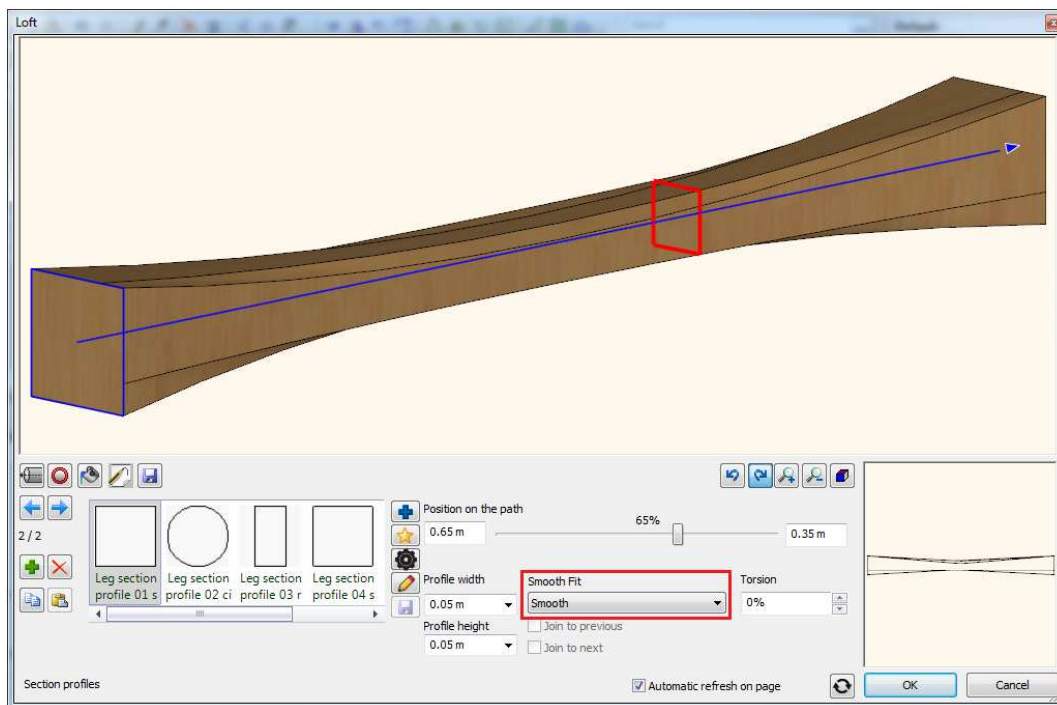 Loft
Default
2 / 2
Leg section profile 01 s
Leg section profile 02 ci
Leg section profile 03 r
Leg section profile 04 s
Position on the path
0.65 m
65%
0.35 m
Profile width
0.05 m
Smooth Fit
Smooth
Torsion
0%
Profile height
0.05 m
Join to previous
Join to next
Section profiles
Automatic refresh on page
OK
Cancel